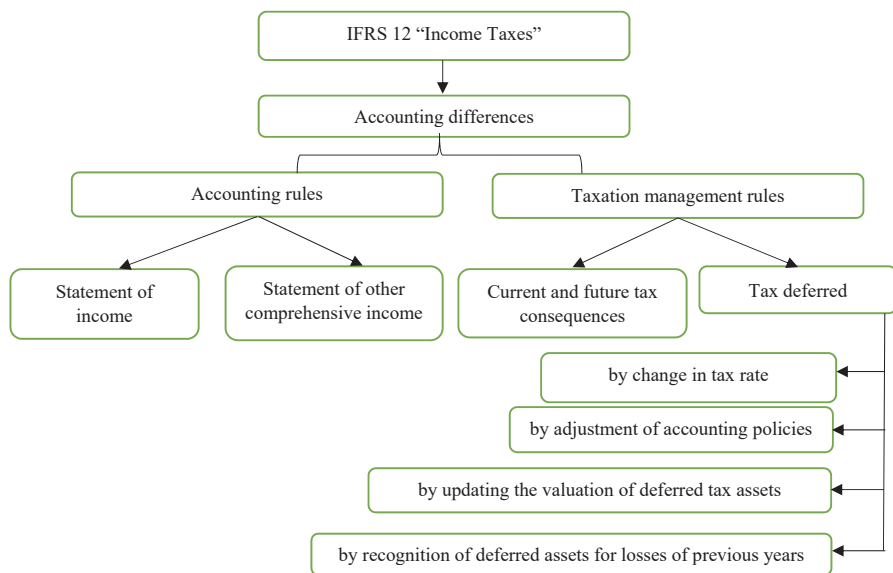 IFRS 12 “Income Taxes”
Accounting differences
Accounting rules
Taxation management rules
Statement of
income
Statement of other
comprehensive income
Current and future tax
consequences
Tax deferred
by change in tax rate
by adjustment of accounting policies
by updating the valuation of deferred tax assets
by recognition of deferred assets for losses of previous years